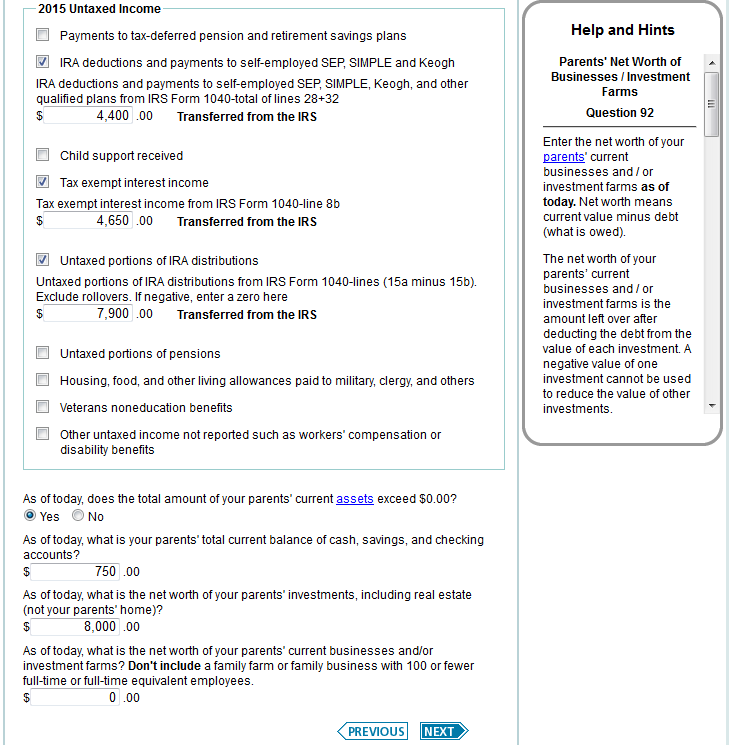 2015 Untaxed Income
Payments to tax-deferred pension and retirement savings plans
IRA deductions and payments to self-employed SEP, SIMPLE and Keogh
IRA deductions and payments to self-employed SEP, SIMPLE, Keogh, and other
qualified plans from IRS Form 1040-total of lines 28+32
$ 4,400 .00 Transferred from the IRS
Child support received
Tax exempt interest income
Tax exempt interest income from IRS Form 1040-line 8b
$ 4,650 .00 Transferred from the IRS
Untaxed portions of IRA distributions
Untaxed portions of IRA distributions from IRS Form 1040-lines (15a minus 15b).
Exclude rollovers. If negative, enter a zero here
$ 7,900 .00 Transferred from the IRS
Untaxed portions of pensions
Housing, food, and other living allowances paid to military, clergy, and others
Veterans noneducation benefits
Other untaxed income not reported such as workers' compensation or
disability benefits
As of today, does the total amount of your parents' current assets exceed $0.00?
Yes No
As of today, what is your parents' total current balance of cash, savings, and checking
accounts?
$ 750 .00
As of today, what is the net worth of your parents' investments, including real estate
(not your parents' home)?
$ 8,000 .00
As of today, what is the net worth of your parents' current businesses and/or
investment farms? Don't include a family farm or family business with 100 or fewer
full-time or full-time equivalent employees.
$ 0 .00
PREVIOUS NEXT
Help and Hints
Parents' Net Worth of
Businesses / Investment
Farms
Question 92
Enter the net worth of your
parents' current
businesses and / or
investment farms as of
today. Net worth means
current value minus debt
(what is owed).
The net worth of your
parents' current
businesses and / or
investment farms is the
amount left over after
deducting the debt from the
value of each investment. A
negative value of one
investment cannot be used
to reduce the value of other
investments.